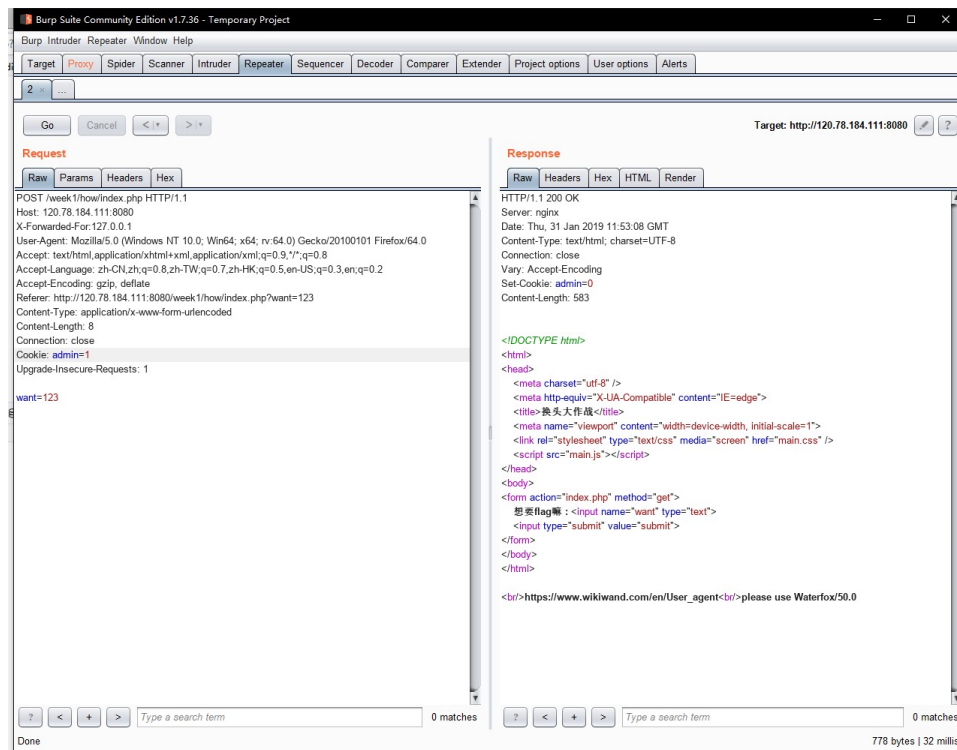 Burp Suite Community Edition v1.7.36 - Temporary Project
Burp Intruder Repeater Window Help
Target Proxy Spider Scanner Intruder Repeater Sequencer Decoder Comparer Extender Project options User options Alerts
2 × ...
Go Cancel < >
Target: http://120.78.184.111:8080 ?
Request
Raw Params Headers Hex
POST /week1/how/index.php HTTP/1.1
Host: 120.78.184.111:8080
X-Forwarded-For:127.0.0.1
User-Agent: Mozilla/5.0 (Windows NT 10.0; Win64; x64; rv:64.0) Gecko/20100101 Firefox/64.0
Accept: text/html,application/xhtml+xml,application/xml;q=0.9,*/*;q=0.8
Accept-Language: zh-CN,zh;q=0.8,zh-TW;q=0.7,zh-HK;q=0.5,en-US;q=0.3,en;q=0.2
Accept-Encoding: gzip, deflate
Referer: http://120.78.184.111:8080/week1/how/index.php?want=123
Content-Type: application/x-www-form-urlencoded
Content-Length: 8
Connection: close
Cookie: admin=1
Upgrade-Insecure-Requests: 1
want=123
? < + > Type a search term 0 matches
Response
Raw Headers Hex HTML Render
HTTP/1.1 200 OK
Server: nginx
Date: Thu, 31 Jan 2019 11:53:08 GMT
Content-Type: text/html; charset=UTF-8
Connection: close
Vary: Accept-Encoding
Set-Cookie: admin=0
Content-Length: 583
<!DOCTYPE html>
<html>
<head>
<meta charset="utf-8" />
<meta http-equiv="X-UA-Compatible" content="IE=edge">
<title>换头大作战</title>
<meta name="viewport" content="width=device-width, initial-scale=1">
<link rel="stylesheet" type="text/css" media="screen" href="main.css" />
<script src="main.js"></script>
</head>
<body>
<form action="index.php" method="get">
想要flag嘛：<input name="want" type="text">
<input type="submit" value="submit">
</form>
</body>
</html>
<br/>https://www.wikiwand.com/en/User_agent<br/>please use Waterfox/50.0
? < + > Type a search term 0 matches
Done
778 bytes | 32 millis